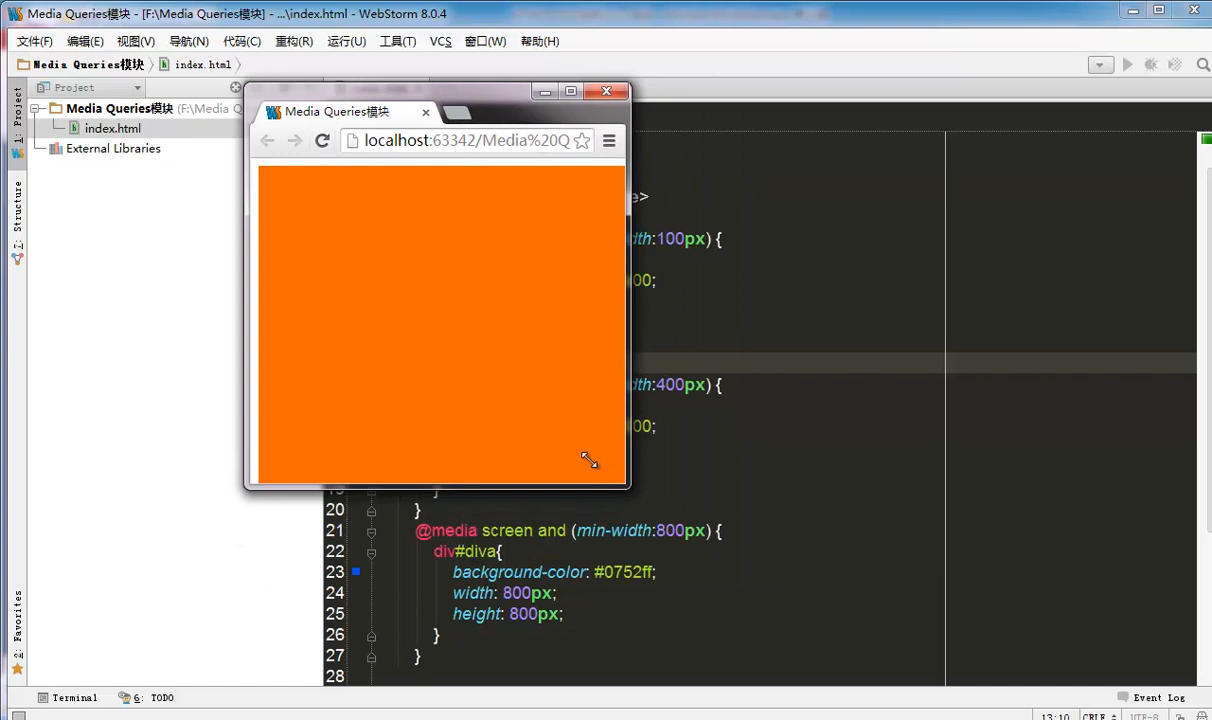 Media Queries模块 - [F:\Media Queries模块] - ...\index.html - WebStorm 8.0.4
文件(F) 编辑(E) 视图(V) 导航(N) 代码(C) 重构(R) 运行(U) 工具(T) VCS 窗口(W) 帮助(H)
Media Queries模块 index.html
Project
Media Queries模块 (F:\Media Q
index.html
External Libraries
1: Project
7: Structure
2: Favorites
Media Queries模块
localhost:63342/Media%20Q
e>
dth:100px) {
00;
dth:400px) {
00;
19 }
20 }
21 @media screen and (min-width:800px) {
22 div#diva{
23 background-color: #0752ff;
24 width: 800px;
25 height: 800px;
26 }
27 }
28
Terminal 6: TODO Event Log
13:10 CRLF UTF-8